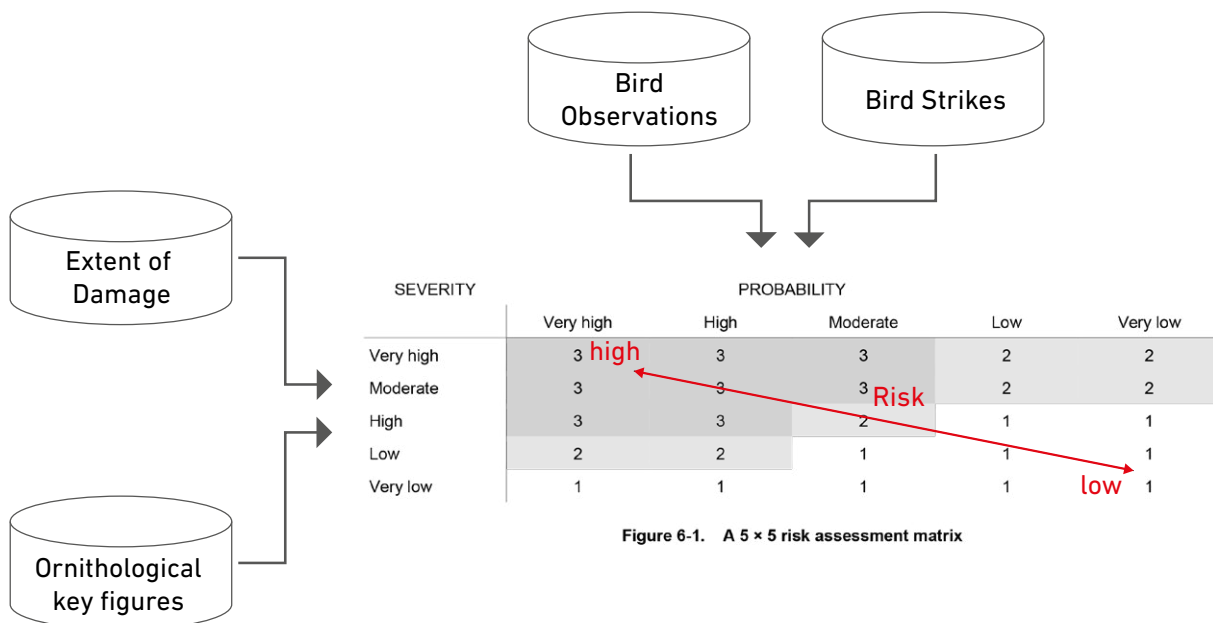 Bird
Observations
Bird Strikes
Extent of
Damage
Ornithological
key figures
SEVERITY PROBABILITY
Very high High Moderate Low Very low
Very high 3 high 3 3 2 2
Moderate 3 3 3 Risk 2 2
High 3 3 2 1 1
Low 2 2 1 1 1
Very low 1 1 1 1 low 1
Figure 6-1. A 5 × 5 risk assessment matrix